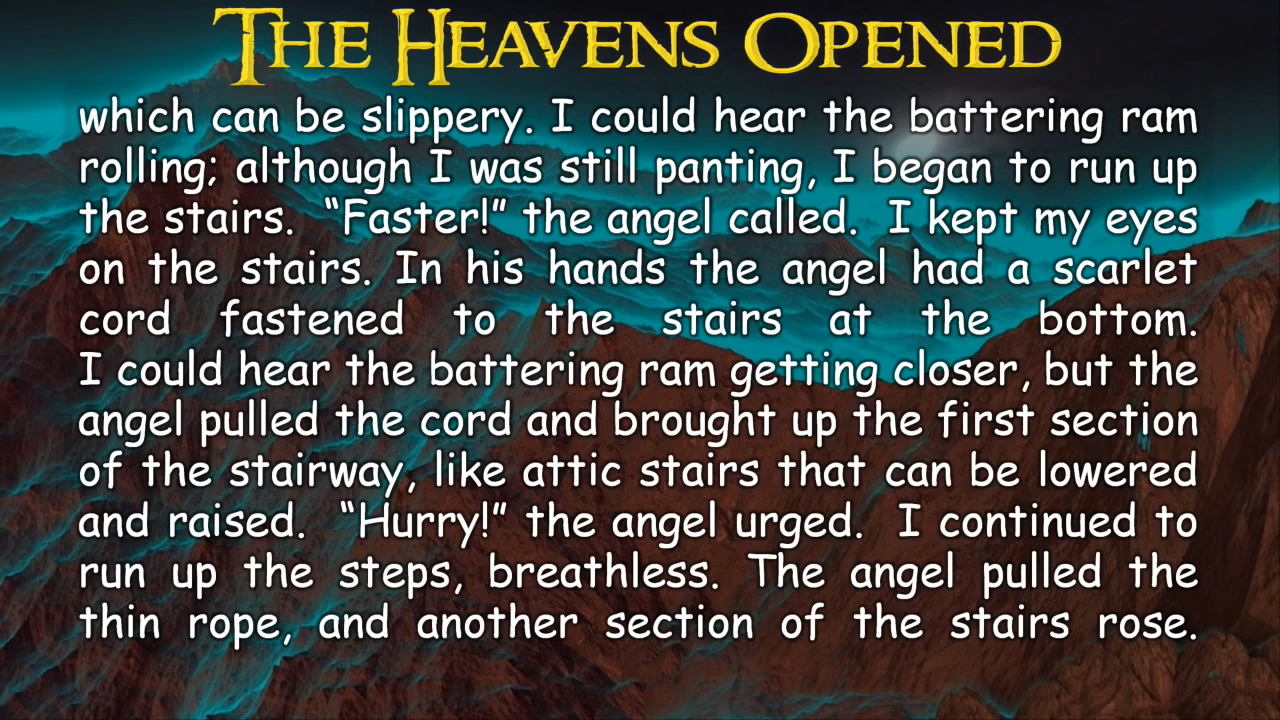 THE HEAVENS OPENED
which can be slippery. I could hear the battering ram
rolling; although I was still panting, I began to run up
the stairs. “Faster!” the angel called. I kept my eyes
on the stairs. In his hands the angel had a scarlet
cord fastened to the stairs at the bottom.
I could hear the battering ram getting closer, but the
angel pulled the cord and brought up the first section
of the stairway, like attic stairs that can be lowered
and raised. “Hurry!” the angel urged. I continued to
run up the steps, breathless. The angel pulled the
thin rope, and another section of the stairs rose.